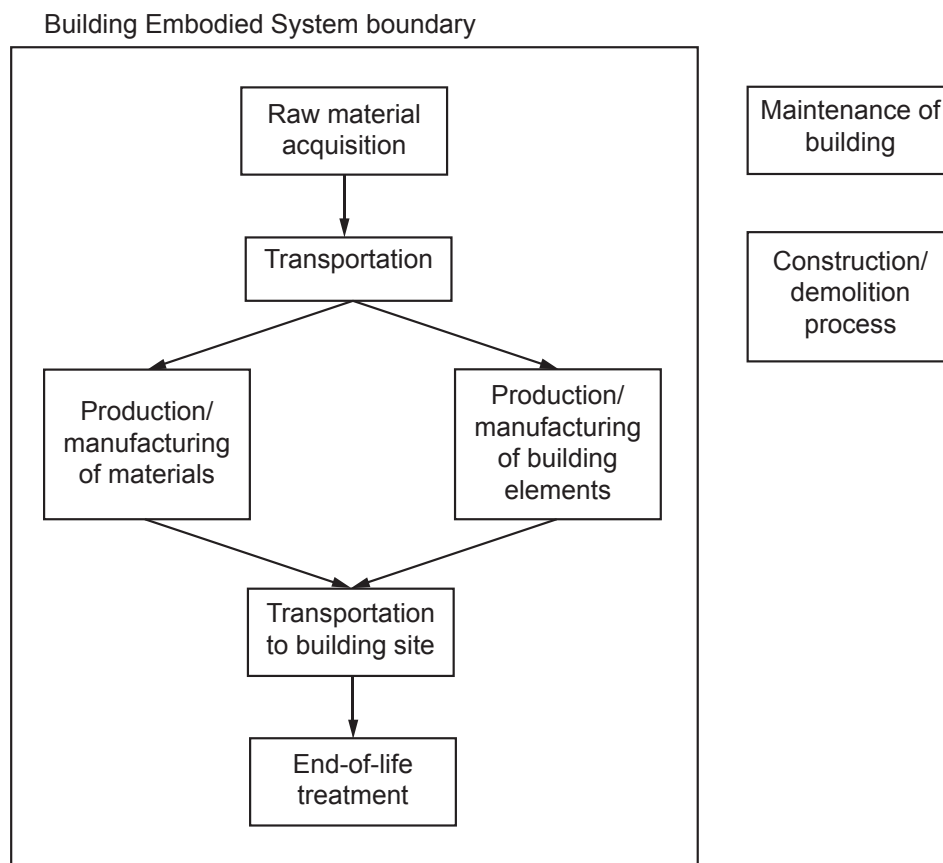 Building Embodied System boundary
Raw material
acquisition
Transportation
Production/
manufacturing
of materials
Production/
manufacturing
of building
elements
Transportation
to building site
End-of-life
treatment
Maintenance of
building
Construction/
demolition
process